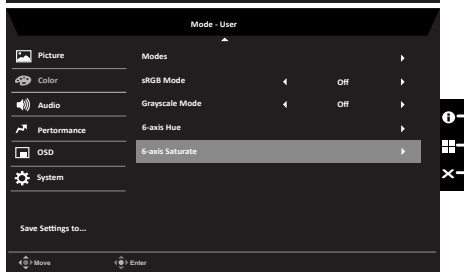 Mode - User
Picture
Color
Audio
Pertormance
OSD
System
Modes
sRGB Mode Off
Grayscale Mode Off
6-axis Hue
6-axis Saturate
Save Settings to...
Move Enter